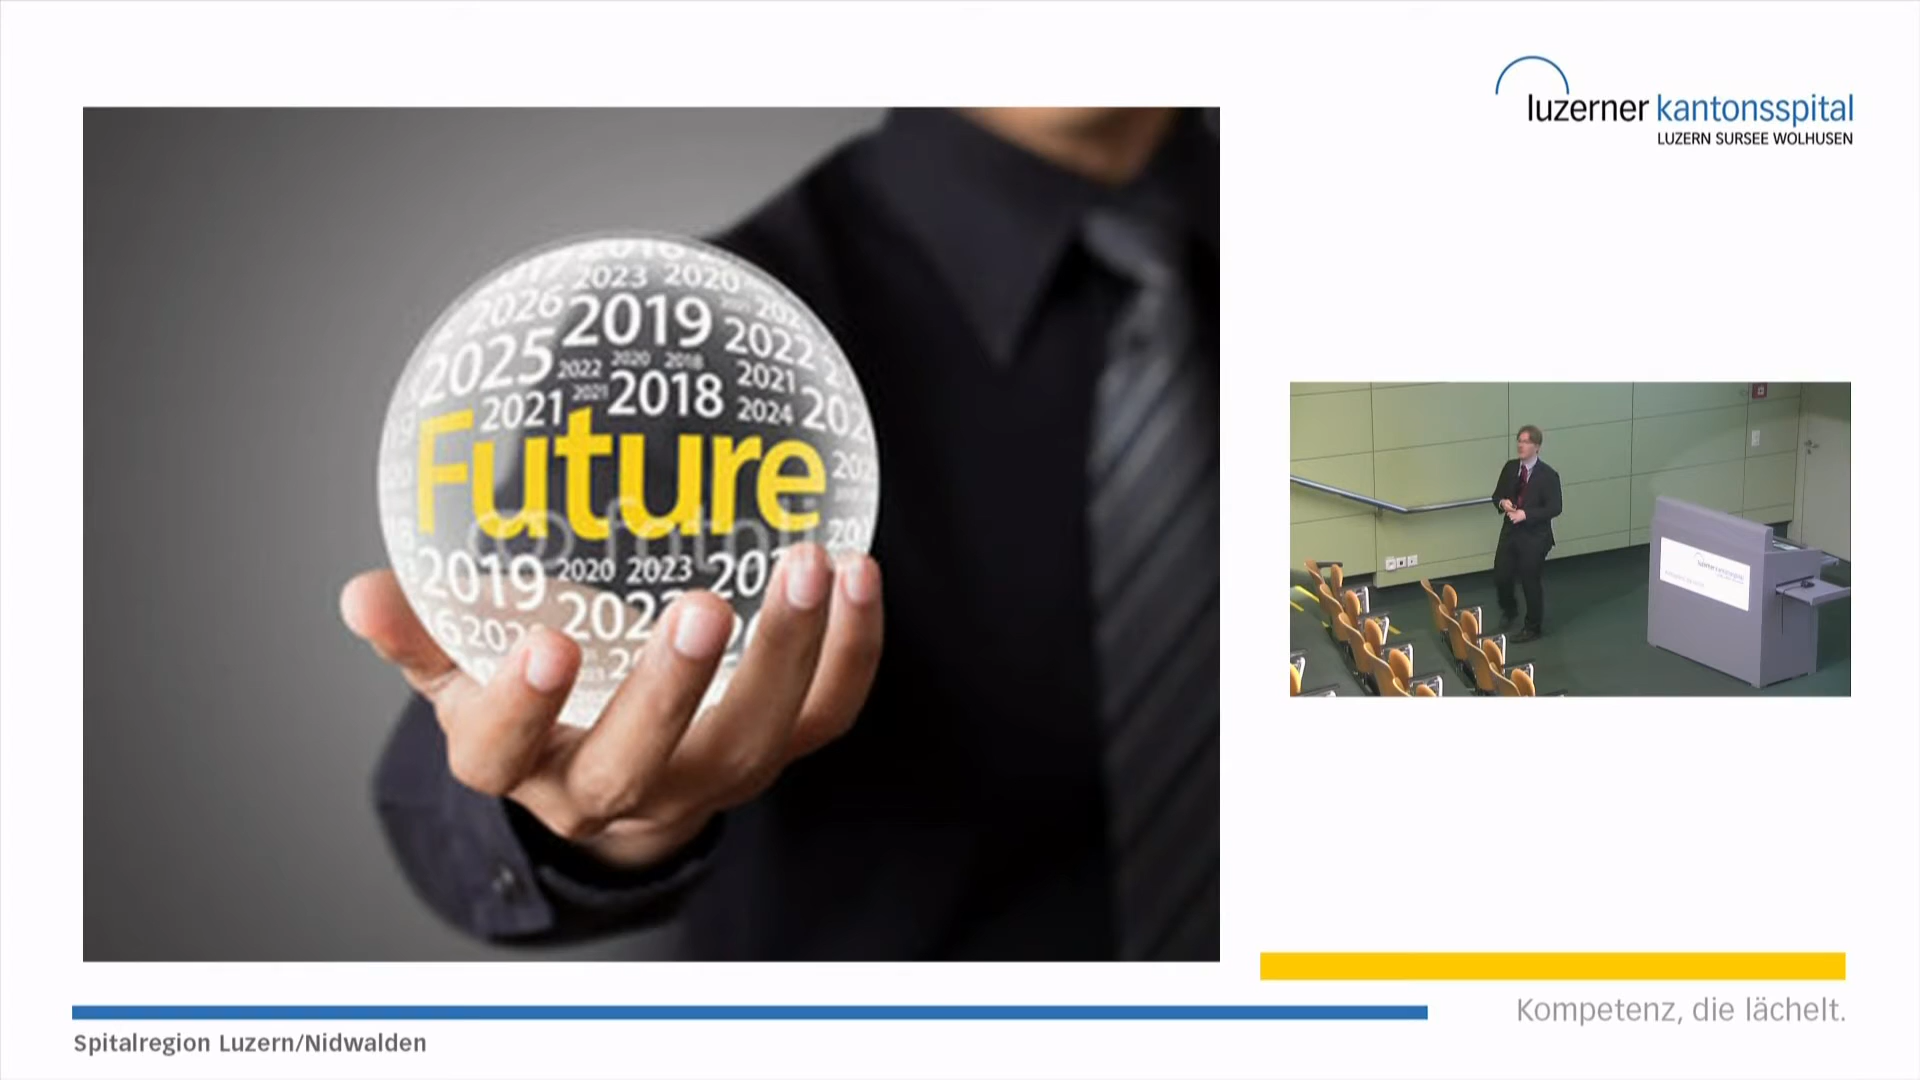 luzerner kantonsspital
LUZERN SURSEE WOLHUSEN
2016
2023 2020
2026 2019
2025 2022 2020 2018 2022
2021 2021 2018 2021
2024
Future
2019 2020 2023
Kompetenz, die lächelt.
Spitalregion Luzern/Nidwalden